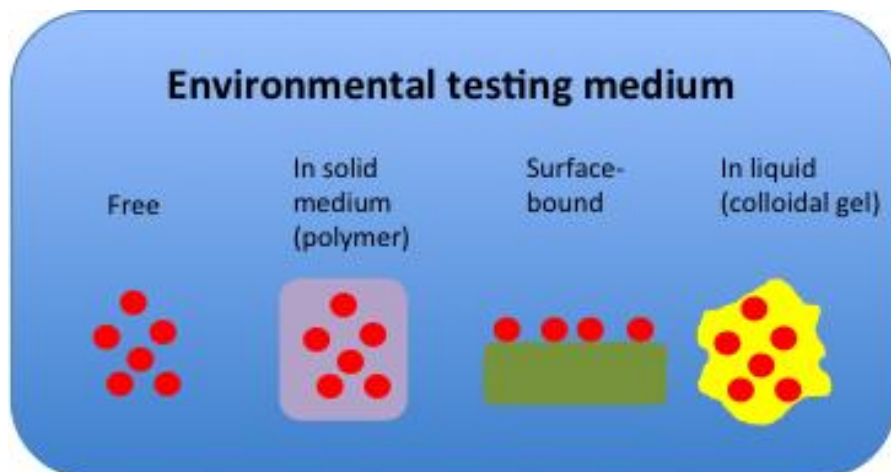 Environmental testing medium
Free
In solid
medium
(polymer)
Surface-
bound
In liquid
(colloidal gel)